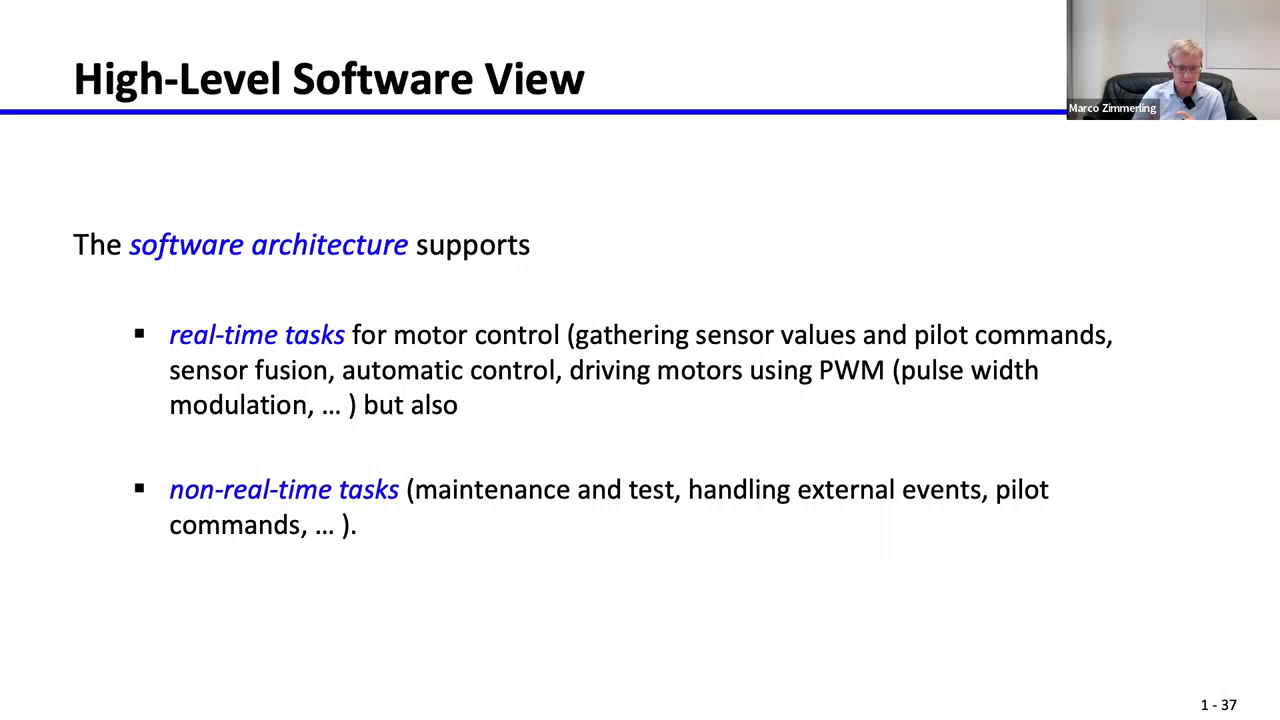 High-Level Software View
Marco Zimmerling
The software architecture supports
▪ real-time tasks for motor control (gathering sensor values and pilot commands,
sensor fusion, automatic control, driving motors using PWM (pulse width
modulation, … ) but also
▪ non-real-time tasks (maintenance and test, handling external events, pilot
commands, … ).
1 - 37